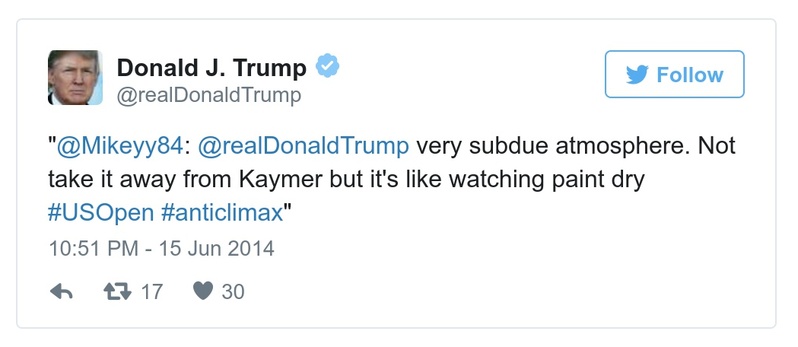 Donald J. Trump
Follow
@realDonaldTrump
"@Mikeyy84: @realDonaldTrump very subdue atmosphere. Not
take it away from Kaymer but it's like watching paint dry
#USOpen #anticlimax"
10:51 PM - 15 Jun 2014
17 30